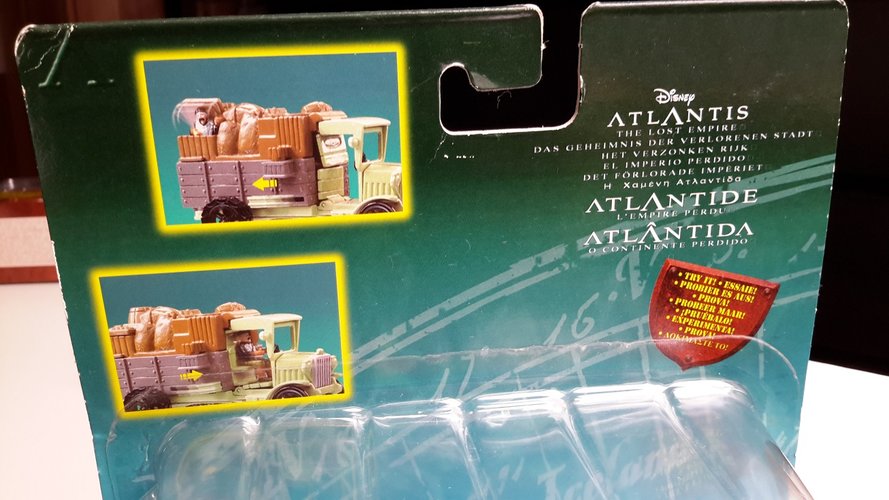 Disney
ATLANTIS
THE LOST EMPIRE
DAS GEHEIMNIS DER VERLORENEN STADT
HET VERZONKEN RIJK
EL IMPERIO PERDIDO
DET FÖRLORADE IMPERIET
Η Χαμένη Ατλαντίδα
ATLANTIDE
L'EMPIRE PERDU
ATLÂNTIDA
O CONTINENTE PERDIDO
• TRY IT! • ESSAIE!
• PROBIER ES AUS!
• PROVA!
• PROBEER MAAR!
• ¡PRUÉBALO!
• EXPERIMENTA!
• PROVA!
• ΔΟΚΙΜΑΣΤΕ ΤΟ!